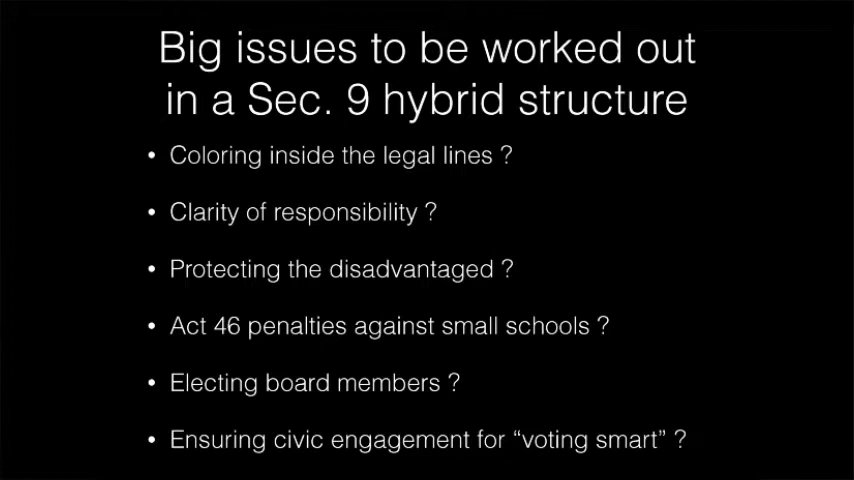 Big issues to be worked out
in a Sec. 9 hybrid structure
• Coloring inside the legal lines ?
• Clarity of responsibility ?
• Protecting the disadvantaged ?
• Act 46 penalties against small schools ?
• Electing board members ?
• Ensuring civic engagement for “voting smart” ?